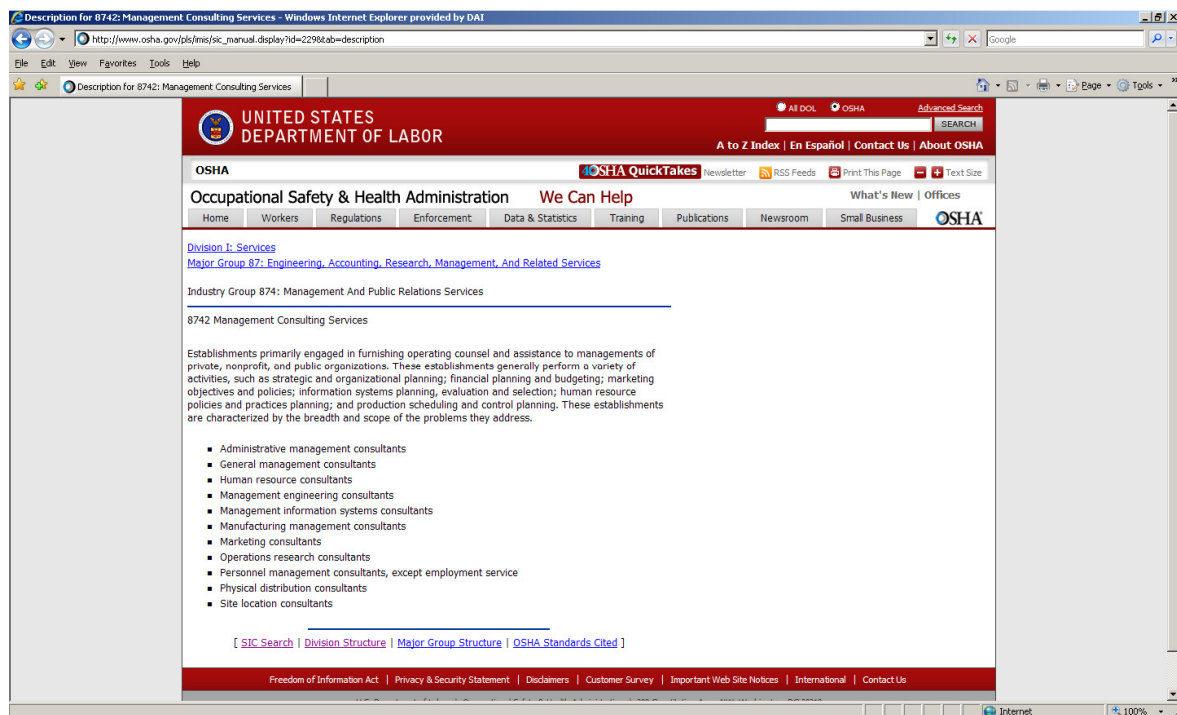 Description for 8742: Management Consulting Services - Windows Internet Explorer provided by DAI
http://www.osha.gov/pls/imis/sic_manual.display?id=229&tab=description
Google
File Edit View Favorites Tools Help
Description for 8742: Management Consulting Services
Page Tools
UNITED STATES
DEPARTMENT OF LABOR
All DOL OSHA Advanced Search
SEARCH
A to Z Index | En Español | Contact Us | About OSHA
OSHA
OSHA QuickTakes Newsletter RSS Feeds Print This Page Text Size
Occupational Safety & Health Administration We Can Help
What's New | Offices
Home Workers Regulations Enforcement Data & Statistics Training Publications Newsroom Small Business OSHA
Division I: Services
Major Group 87: Engineering, Accounting, Research, Management, And Related Services
Industry Group 874: Management And Public Relations Services
8742 Management Consulting Services
Establishments primarily engaged in furnishing operating counsel and assistance to managements of
private, nonprofit, and public organizations. These establishments generally perform a variety of
activities, such as strategic and organizational planning; financial planning and budgeting; marketing
objectives and policies; information systems planning, evaluation and selection; human resource
policies and practices planning; and production scheduling and control planning. These establishments
are characterized by the breadth and scope of the problems they address.
Administrative management consultants
General management consultants
Human resource consultants
Management engineering consultants
Management information systems consultants
Manufacturing management consultants
Marketing consultants
Operations research consultants
Personnel management consultants, except employment service
Physical distribution consultants
Site location consultants
[ SIC Search | Division Structure | Major Group Structure | OSHA Standards Cited ]
Freedom of Information Act | Privacy & Security Statement | Disclaimers | Customer Survey | Important Web Site Notices | International | Contact Us
Internet 100%